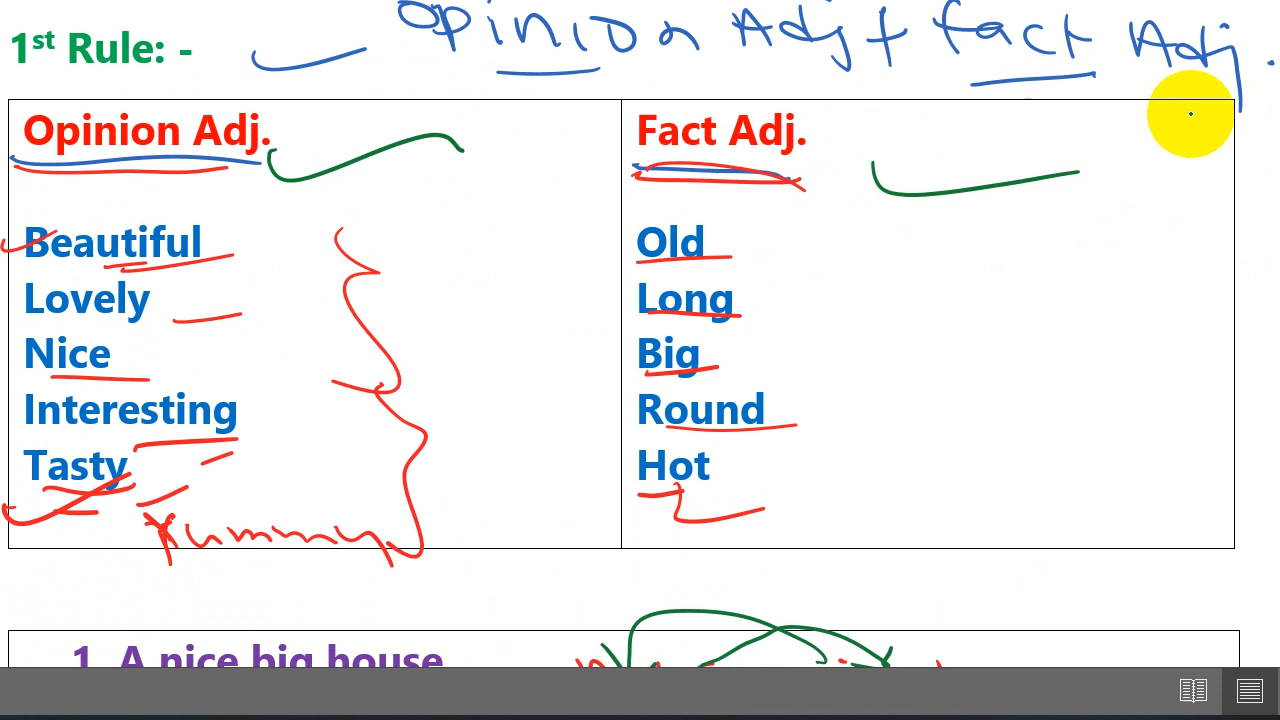 Opinion Adj + fact Adj.
1st Rule: -
Opinion Adj.
Fact Adj.
Beautiful
Lovely
Nice
Interesting
Tasty
Yummy
Old
Long
Big
Round
Hot
1. A nice big house